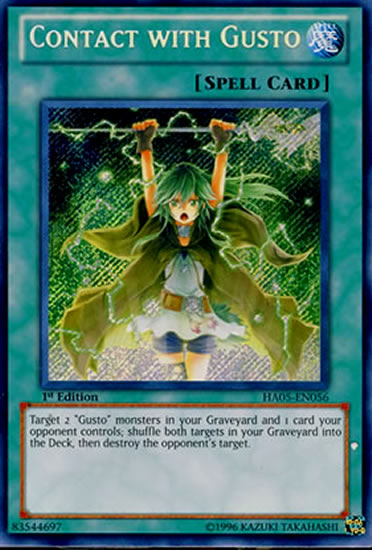 CONTACT WITH GUSTO 魔
[SPELL CARD]
1st Edition HA05-EN056
Target 2 "Gusto" monsters in your Graveyard and 1 card your
opponent controls; shuffle both targets in your Graveyard into
the Deck, then destroy the opponent's target.
83544697 ©1996 KAZUKI TAKAHASHI